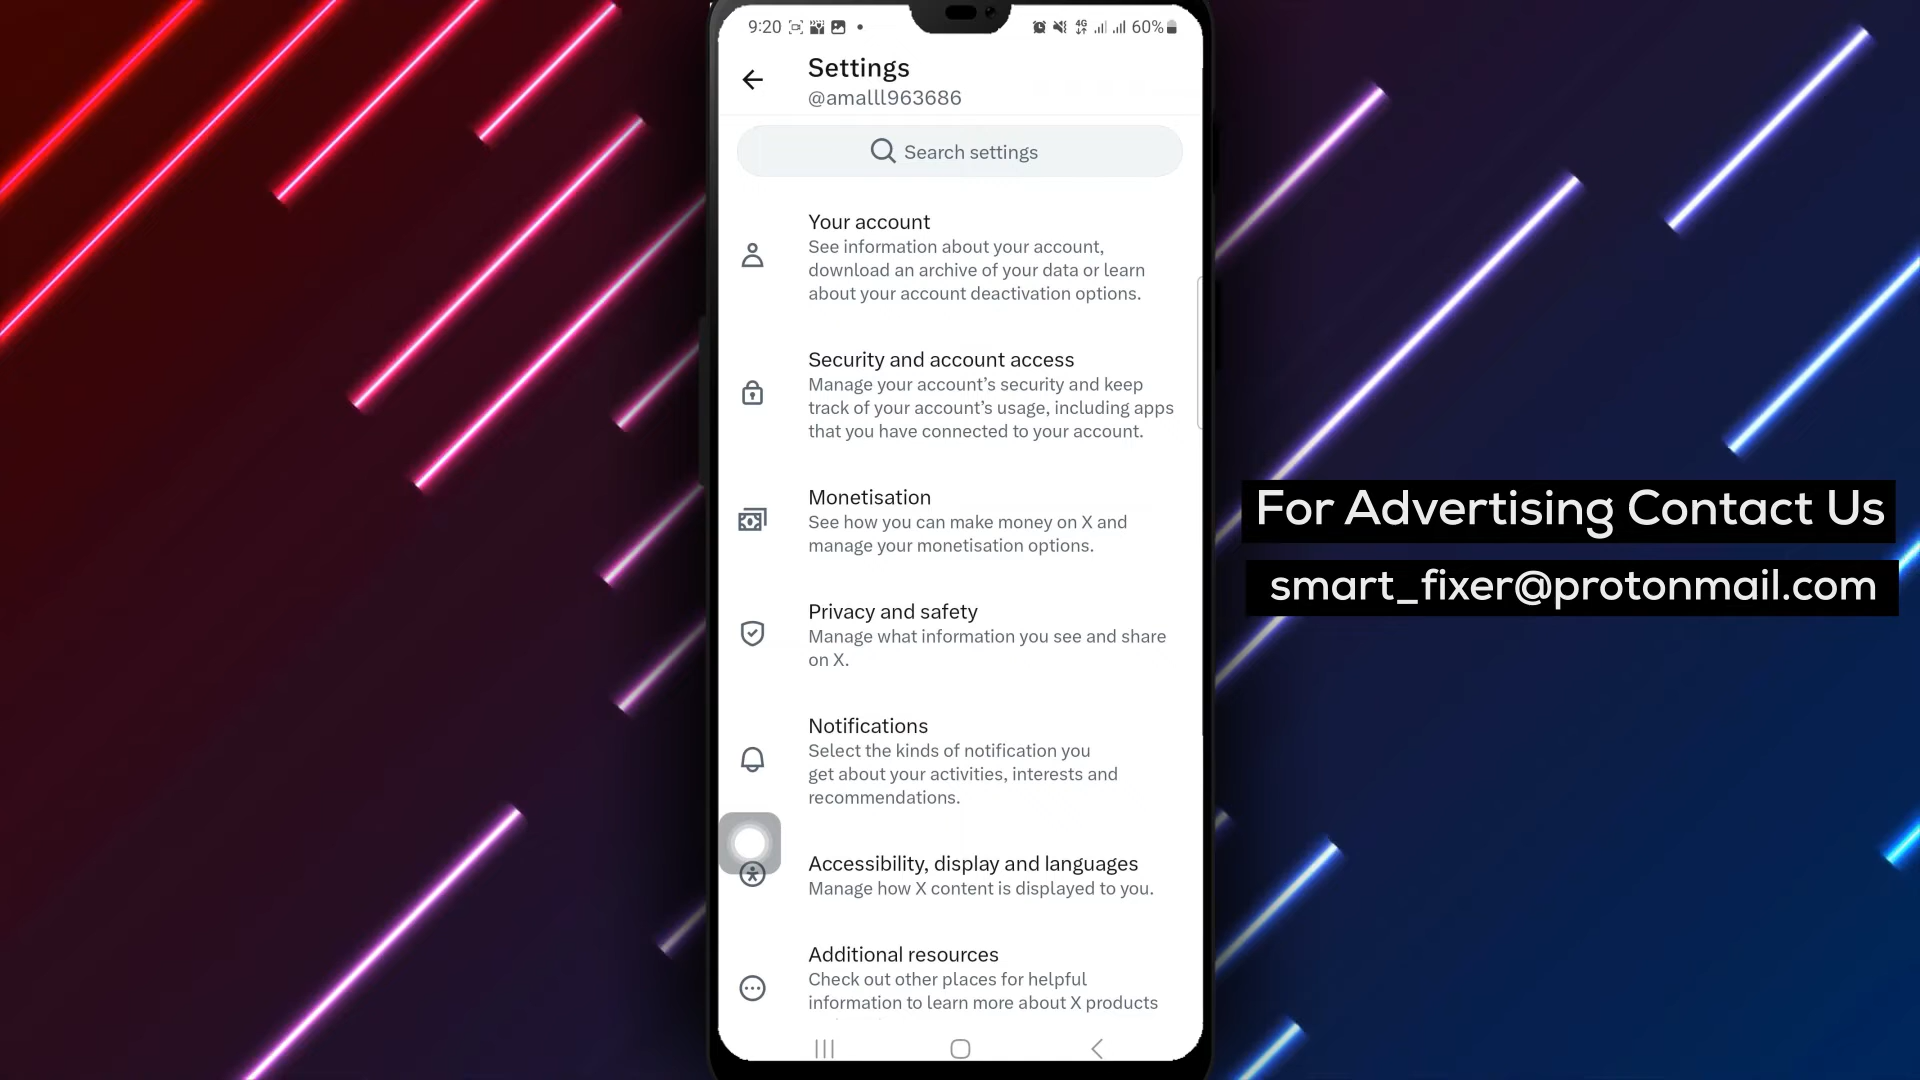 9:20
4G
60%
Settings
@amalll963686
Search settings
Your account
See information about your account,
download an archive of your data or learn
about your account deactivation options.
Security and account access
Manage your account’s security and keep
track of your account’s usage, including apps
that you have connected to your account.
Monetisation
See how you can make money on X and
manage your monetisation options.
Privacy and safety
Manage what information you see and share
on X.
Notifications
Select the kinds of notification you
get about your activities, interests and
recommendations.
Accessibility, display and languages
Manage how X content is displayed to you.
Additional resources
Check out other places for helpful
information to learn more about X products
For Advertising Contact Us
smart_fixer@protonmail.com